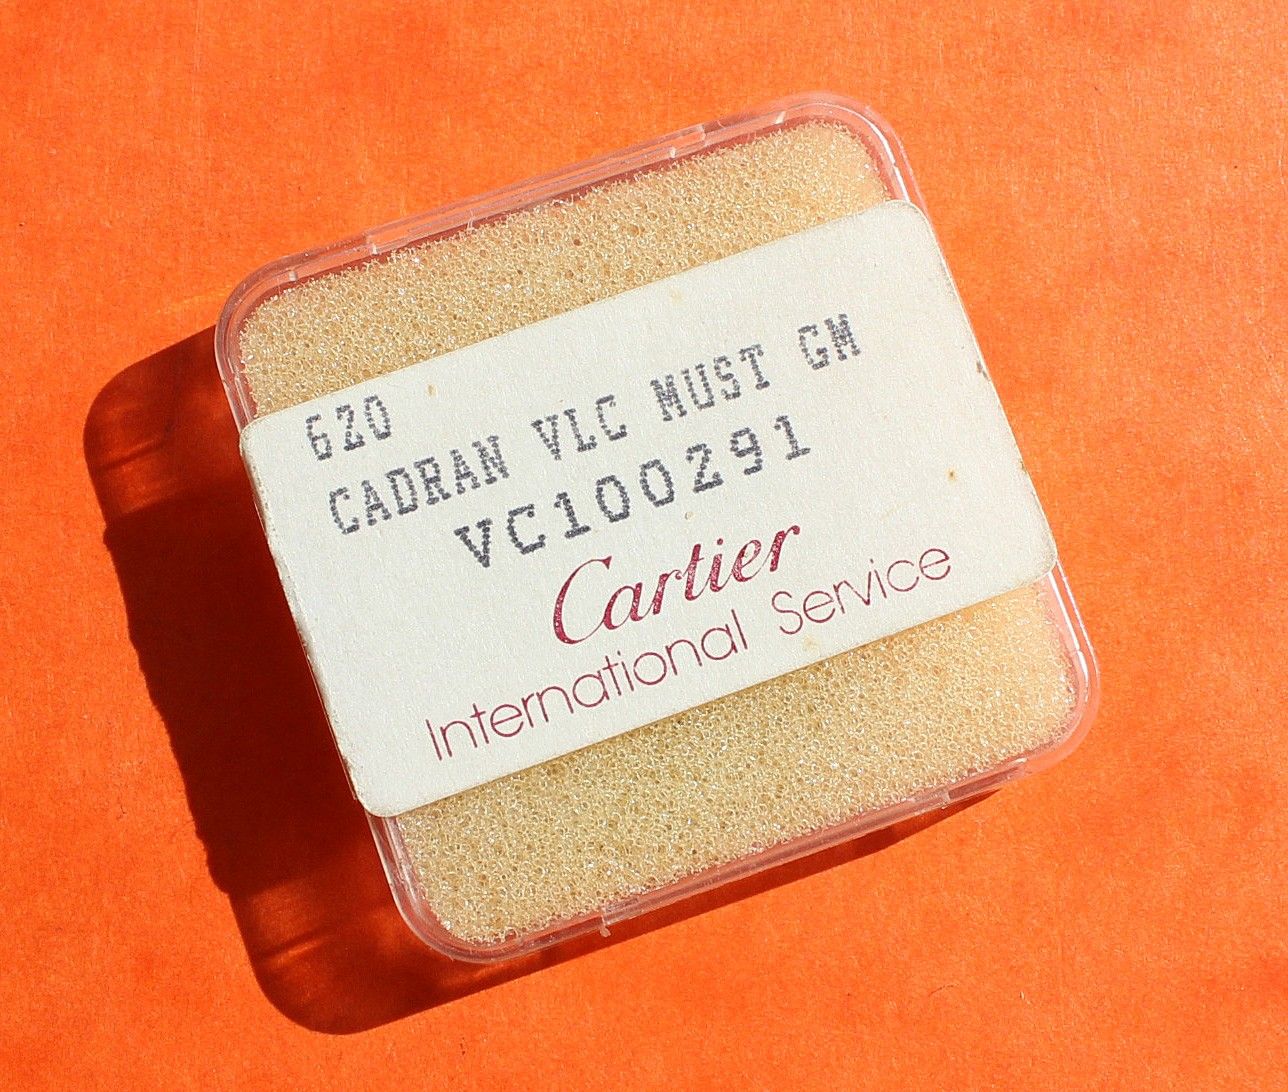 620
CADRAN VLC MUST GM
VC100291
Cartier
International Service